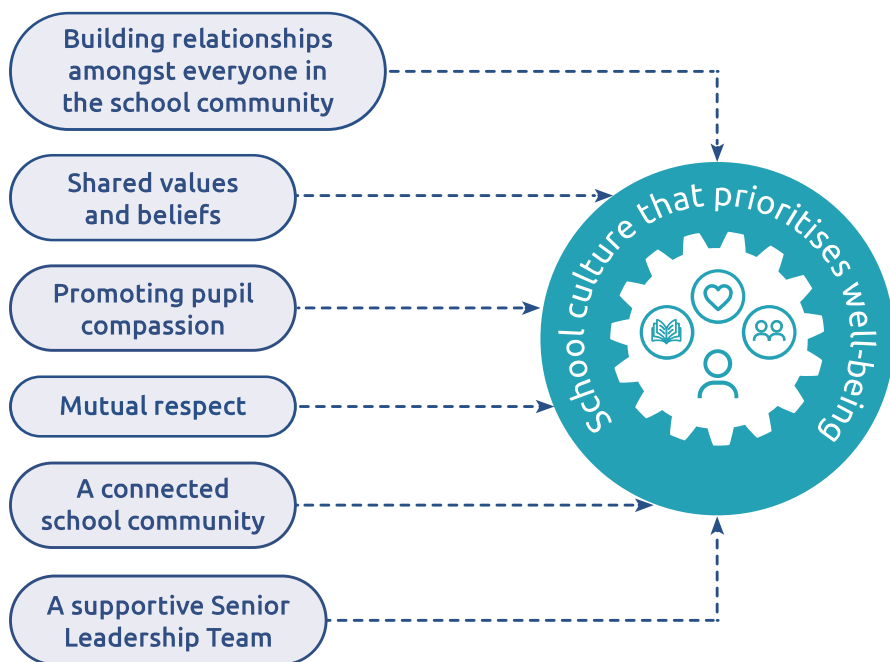 Building relationships
amongst everyone in
the school community
Shared values
and beliefs
Promoting pupil
compassion
Mutual respect
A connected
school community
A supportive Senior
Leadership Team
School culture that prioritises well-being